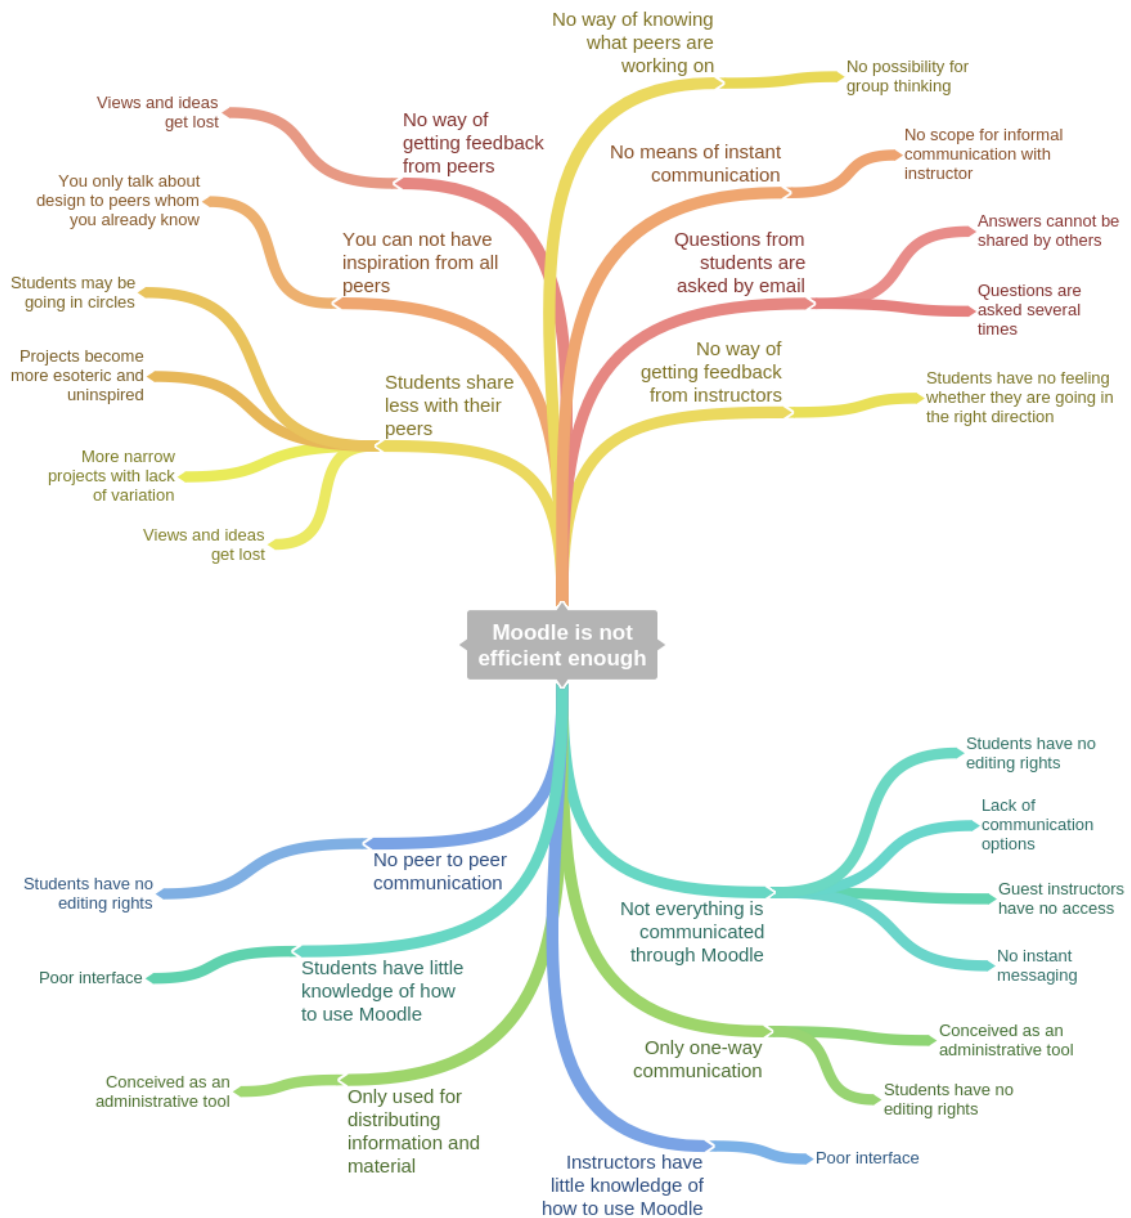 No way of knowing
what peers are
working on
No possibility for
group thinking
Views and ideas
get lost
No way of
getting feedback
from peers
No means of instant
communication
No scope for informal
communication with
instructor
You only talk about
design to peers whom
you already know
You can not have
inspiration from all
peers
Questions from
students are
asked by email
Answers cannot be
shared by others
Questions are
asked several
times
Students may be
going in circles
Projects become
more esoteric and
uninspired
Students share
less with their
peers
No way of
getting feedback
from instructors
Students have no feeling
whether they are going in
the right direction
More narrow
projects with lack
of variation
Views and ideas
get lost
Moodle is not
efficient enough
Students have no
editing rights
Lack of
communication
options
No peer to peer
communication
Students have no
editing rights
Guest instructors
have no access
Not everything is
communicated
through Moodle
No instant
messaging
Poor interface
Students have little
knowledge of how
to use Moodle
Only one-way
communication
Conceived as an
administrative tool
Students have no
editing rights
Conceived as an
administrative tool
Only used for
distributing
information and
material
Instructors have
little knowledge of
how to use Moodle
Poor interface